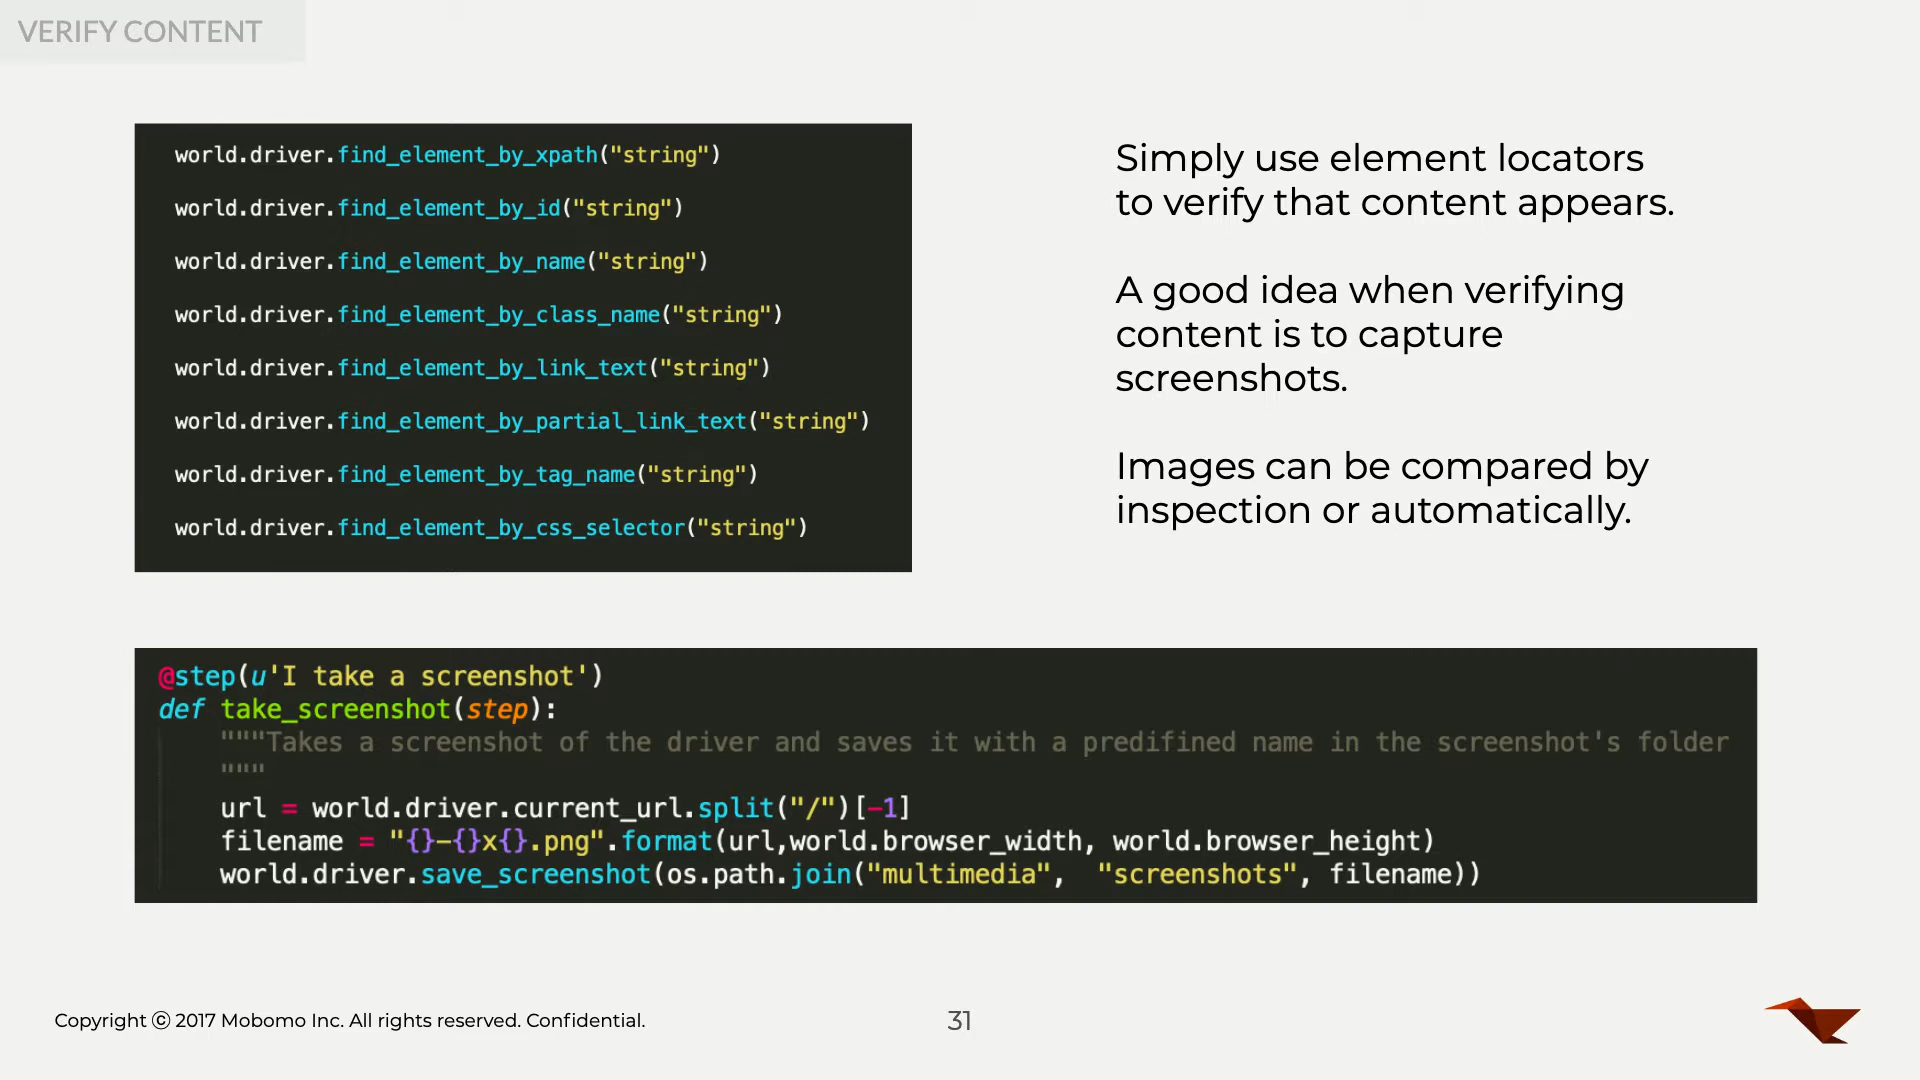 VERIFY CONTENT
world.driver.find_element_by_xpath("string")
world.driver.find_element_by_id("string")
world.driver.find_element_by_name("string")
world.driver.find_element_by_class_name("string")
world.driver.find_element_by_link_text("string")
world.driver.find_element_by_partial_link_text("string")
world.driver.find_element_by_tag_name("string")
world.driver.find_element_by_css_selector("string")
Simply use element locators
to verify that content appears.
A good idea when verifying
content is to capture
screenshots.
Images can be compared by
inspection or automatically.
@step(u'I take a screenshot')
def take_screenshot(step):
    """Takes a screenshot of the driver and saves it with a predifined name in the screenshot's folder
    """
    url = world.driver.current_url.split("/")[-1]
    filename = "{}-{}x{}.png".format(url,world.browser_width, world.browser_height)
    world.driver.save_screenshot(os.path.join("multimedia",  "screenshots", filename))
Copyright ⓒ 2017 Mobomo Inc. All rights reserved. Confidential.
31